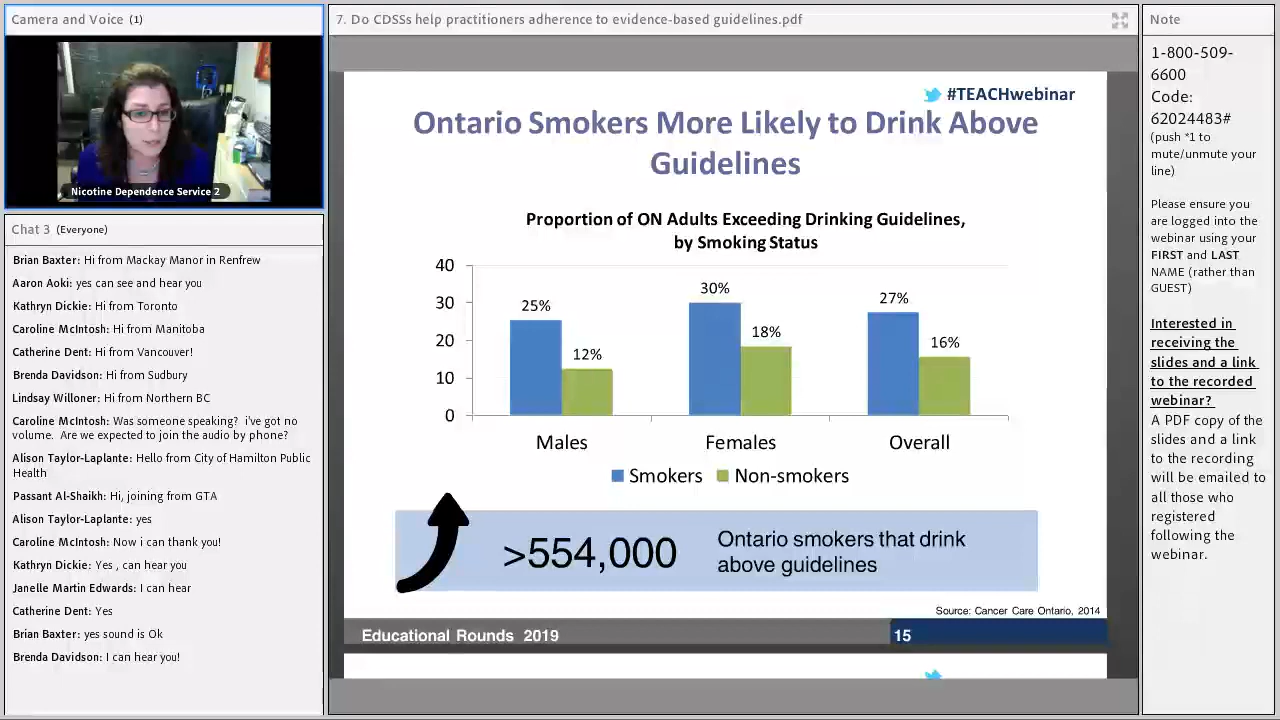 Camera and Voice (1)
Nicotine Dependence Service 2
Chat 3 (Everyone)
Brian Baxter: Hi from Mackay Manor in Renfrew
Aaron Aoki: yes can see and hear you
Kathryn Dickie: Hi from Toronto
Caroline McIntosh: Hi from Manitoba
Catherine Dent: Hi from Vancouver!
Brenda Davidson: Hi from Sudbury
Lindsay Willoner: Hi from Northern BC
Caroline McIntosh: Was someone speaking? i've got no
volume. Are we expected to join the audio by phone?
Alison Taylor-Laplante: Hello from City of Hamilton Public
Health
Passant Al-Shaikh: Hi, joining from GTA
Alison Taylor-Laplante: yes
Caroline McIntosh: Now i can thank you!
Kathryn Dickie: Yes , can hear you
Janelle Martin Edwards: I can hear
Catherine Dent: Yes
Brian Baxter: yes sound is Ok
Brenda Davidson: I can hear you!
7. Do CDSSs help practitioners adherence to evidence-based guidelines.pdf
#TEACHwebinar
Ontario Smokers More Likely to Drink Above
Guidelines
Proportion of ON Adults Exceeding Drinking Guidelines,
by Smoking Status
40
30
20
10
0
25%
12%
30%
18%
27%
16%
Males Females Overall
Smokers Non-smokers
>554,000
Ontario smokers that drink
above guidelines
Source: Cancer Care Ontario, 2014
Educational Rounds 2019
15
Note
1-800-509-
6600
Code:
62024483#
(push *1 to
mute/unmute your
line)
Please ensure you
are logged into the
webinar using your
FIRST and LAST
NAME (rather than
GUEST)
Interested in
receiving the
slides and a link
to the recorded
webinar?
A PDF copy of the
slides and a link
to the recording
will be emailed to
all those who
registered
following the
webinar.